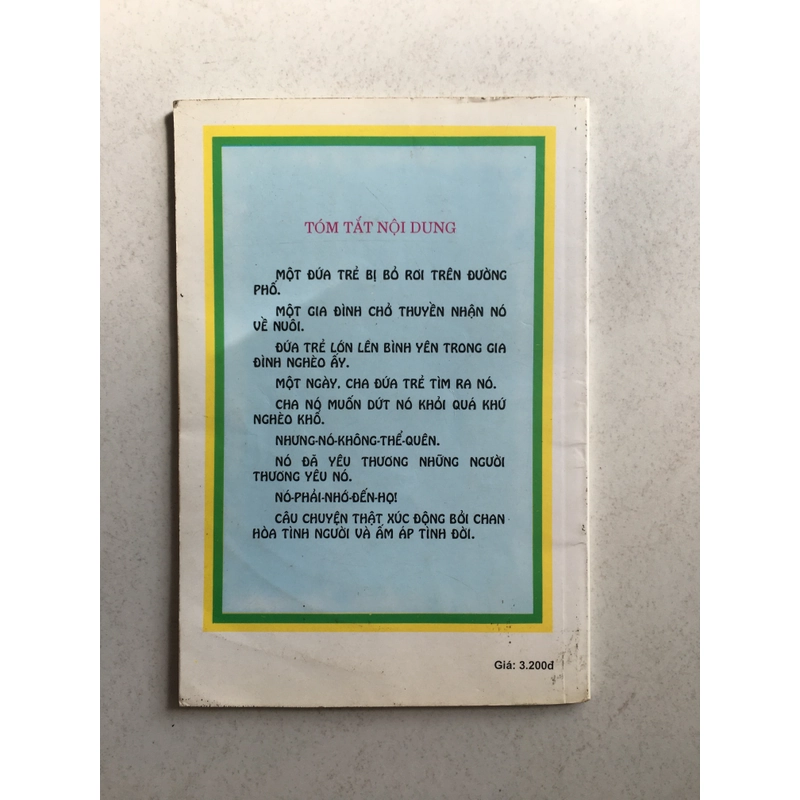 TÓM TẮT NỘI DUNG
MỘT ĐỨA TRẺ BỊ BỎ RƠI TRÊN ĐƯỜNG
PHỐ.
MỘT GIA ĐÌNH CHỞ THUYỀN NHẬN NÓ
VỀ NUÔI.
ĐỨA TRẺ LỚN LÊN BÌNH YÊN TRONG GIA
ĐÌNH NGHÈO ẤY.
MỘT NGÀY. CHA ĐỨA TRẺ TÌM RA NÓ.
CHA NÓ MUỐN DỨT NÓ KHỎI QUÁ KHỨ
NGHÈO KHỔ.
NHƯNG-NÓ-KHÔNG-THỂ-QUÊN.
NÓ ĐÃ YÊU THƯƠNG NHỮNG NGƯỜI
THƯƠNG YÊU NÓ.
NÓ-PHẢI-NHỚ-ĐẾN-HỌ!
CÂU CHUYỆN THẬT XÚC ĐỘNG BỞI CHAN
HÒA TÌNH NGƯỜI VÀ ẤM ÁP TÌNH ĐỜI.
Giá: 3.200đ